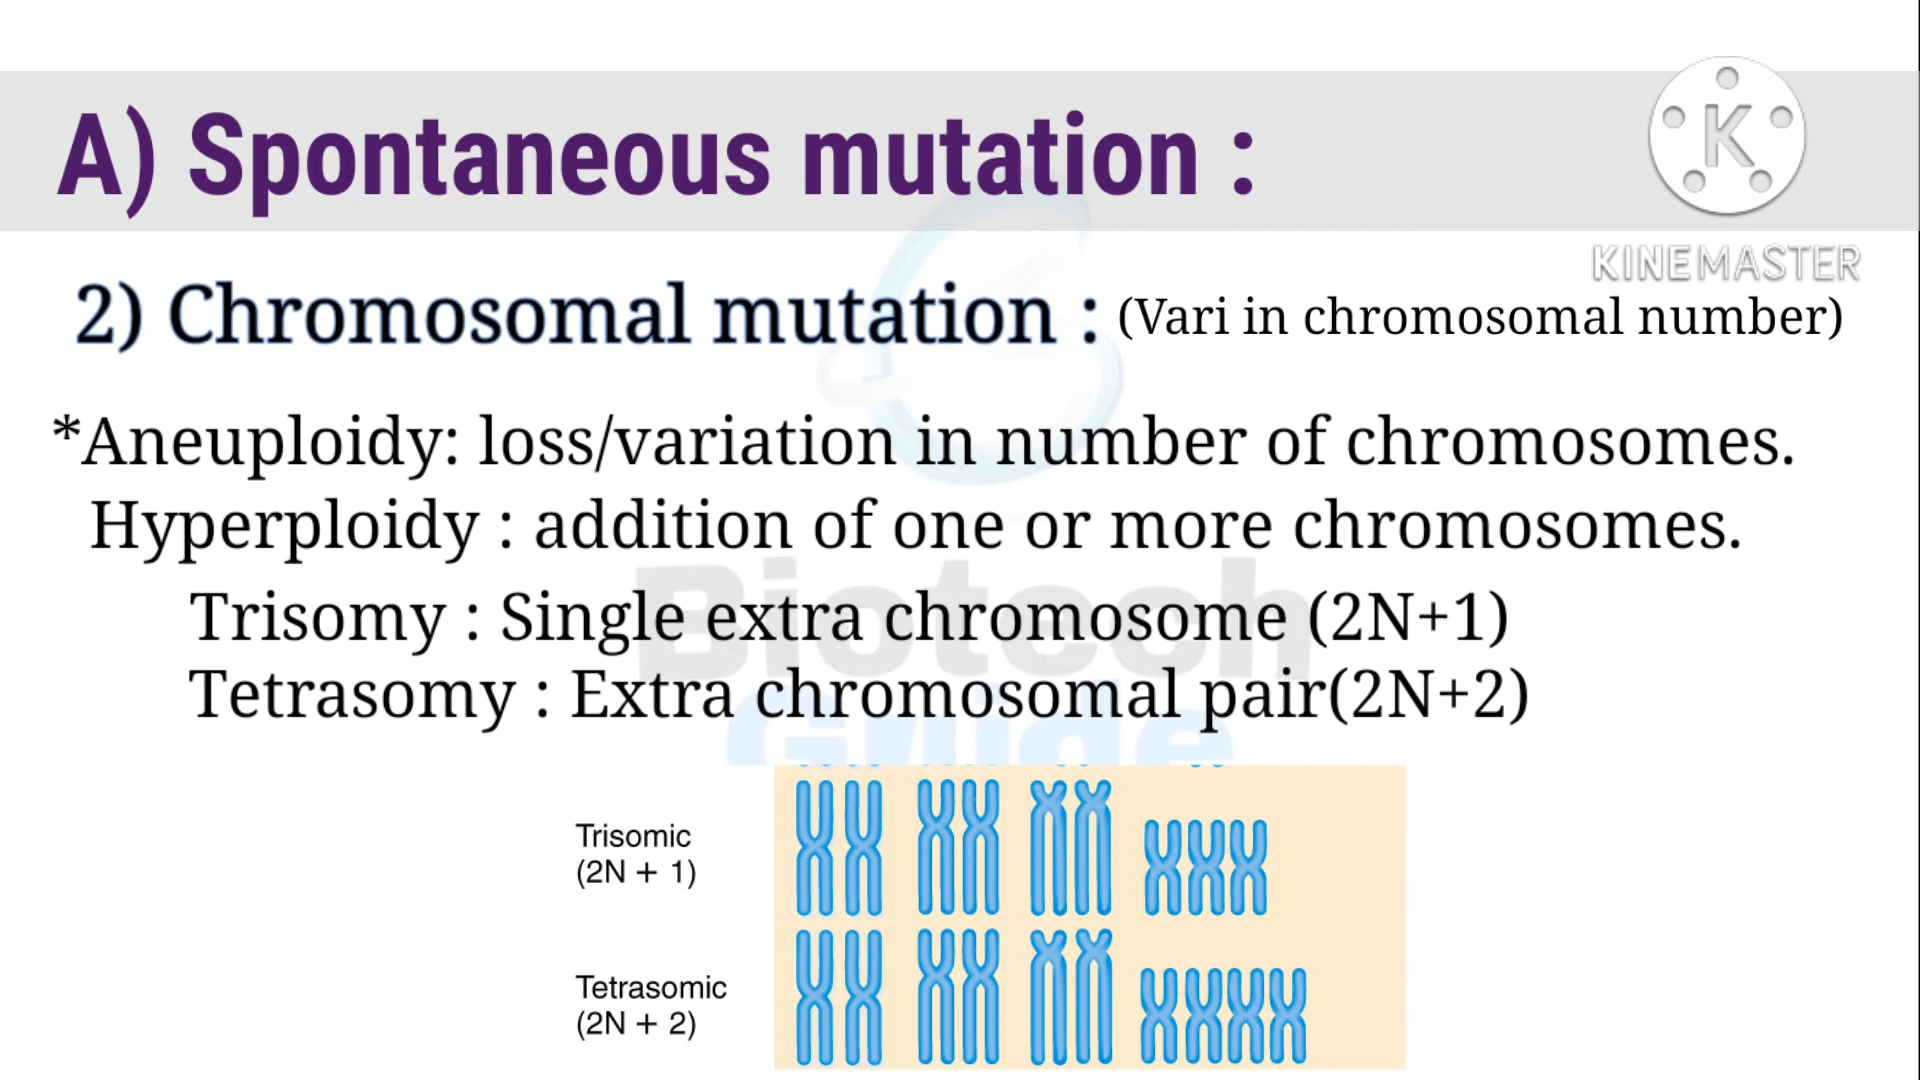 A) Spontaneous mutation :
K
KINEMASTER
2) Chromosomal mutation : (Vari in chromosomal number)
*Aneuploidy: loss/variation in number of chromosomes.
Hyperploidy : addition of one or more chromosomes.
Trisomy : Single extra chromosome (2N+1)
Tetrasomy : Extra chromosomal pair(2N+2)
Biotech
Guide
Trisomic
(2N + 1)
Tetrasomic
(2N + 2)